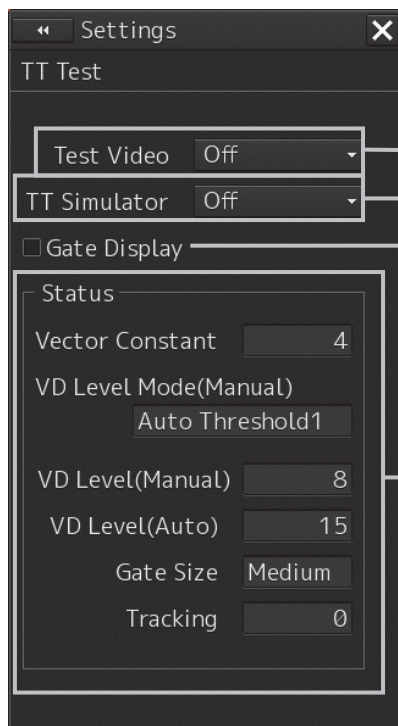 Settings
TT Test
Test Video Off
TT Simulator Off
Gate Display
Status
Vector Constant 4
VD Level Mode(Manual)
Auto Threshold1
VD Level(Manual) 8
VD Level(Auto) 15
Gate Size Medium
Tracking 0